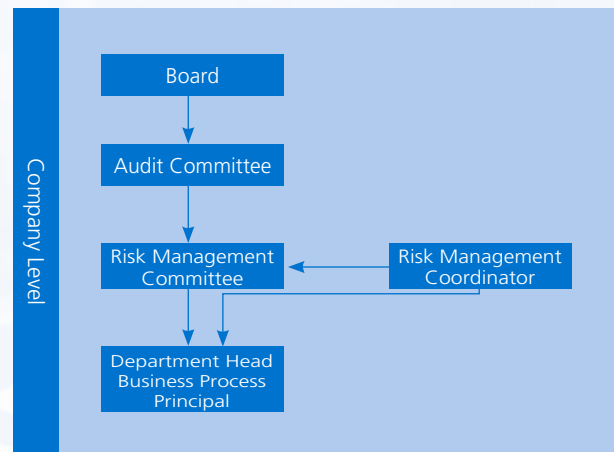 Company Level
Board
Audit Committee
Risk Management
Committee
Risk Management
Coordinator
Department Head
Business Process
Principal